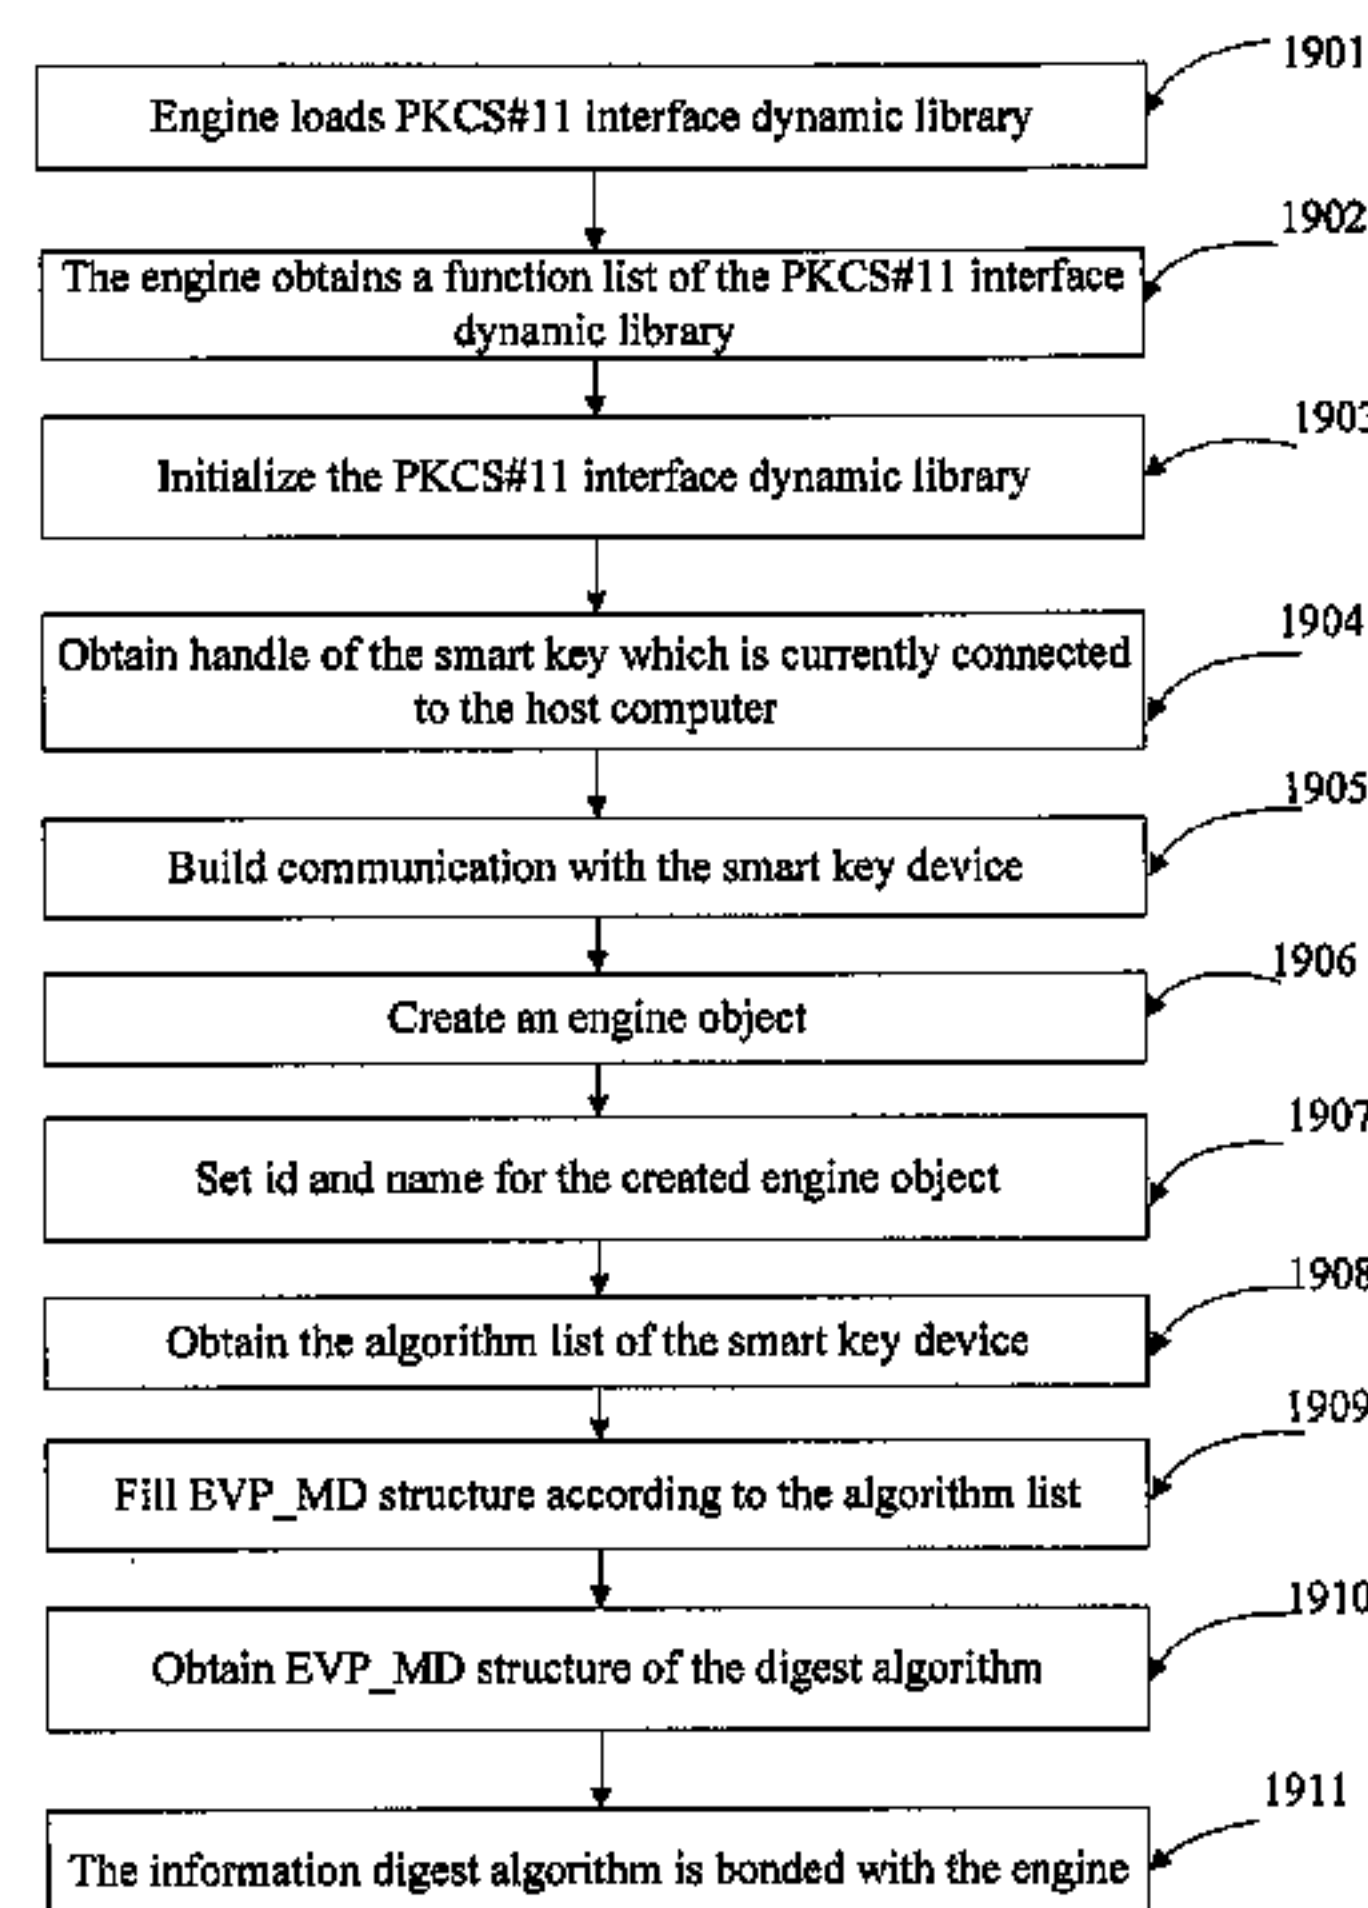 1901
Engine loads PKCS#11 interface dynamic library
1902
The engine obtains a function list of the PKCS#11 interface
dynamic library
1903
Initialize the PKCS#11 interface dynamic library
1904
Obtain handle of the smart key which is currently connected
to the host computer
1905
Build communication with the smart key device
1906
Create an engine object
1907
Set id and name for the created engine object
1908
Obtain the algorithm list of the smart key device
1909
Fill EVP_MD structure according to the algorithm list
1910
Obtain EVP_MD structure of the digest algorithm
1911
The information digest algorithm is bonded with the engine